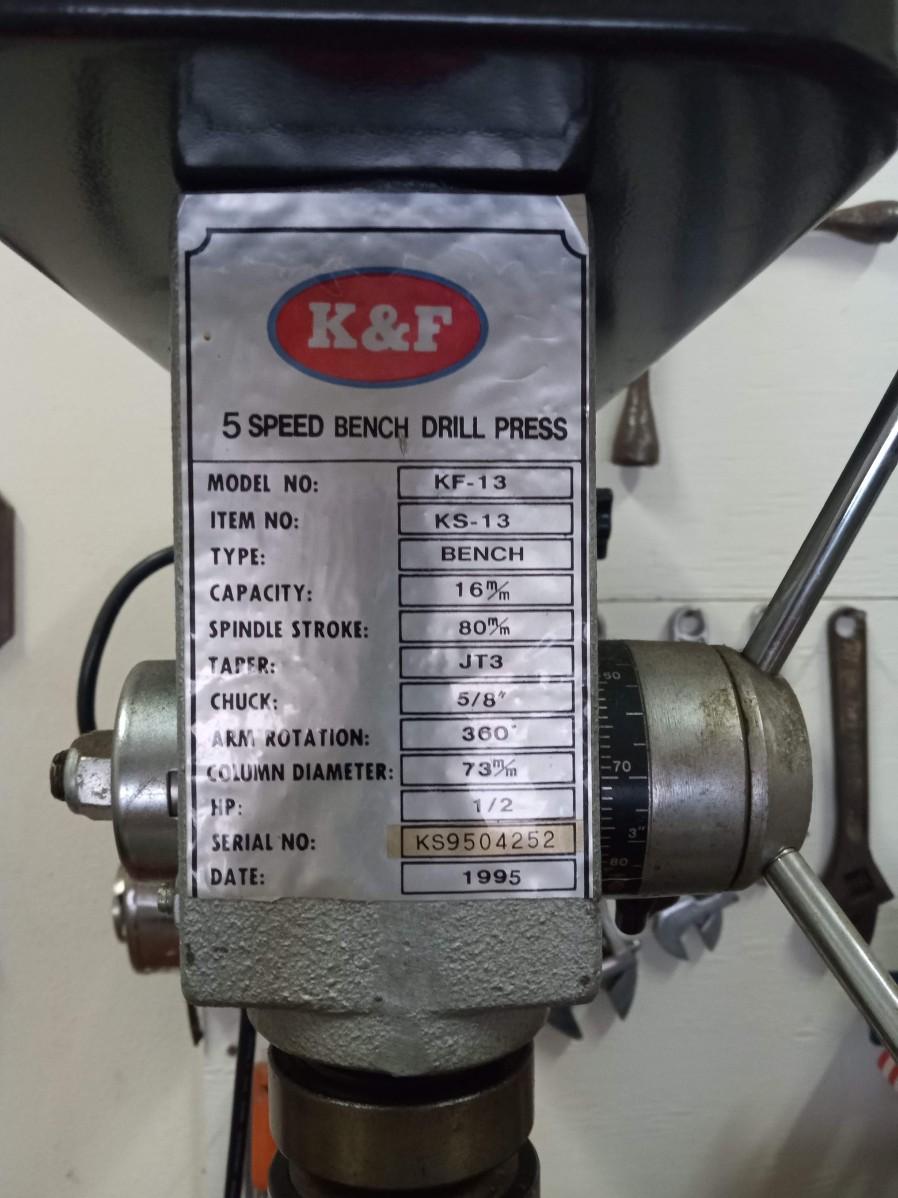 K&F
5 SPEED BENCH DRILL PRESS
MODEL NO: KF-13
ITEM NO: KS-13
TYPE: BENCH
CAPACITY: 16m/m
SPINDLE STROKE: 80m/m
TAPER: JT3
CHUCK: 5/8"
ARM ROTATION: 360°
COLUMN DIAMETER: 73m/m
HP: 1/2
SERIAL NO: KS9504252
DATE: 1995
60
70
3"
80